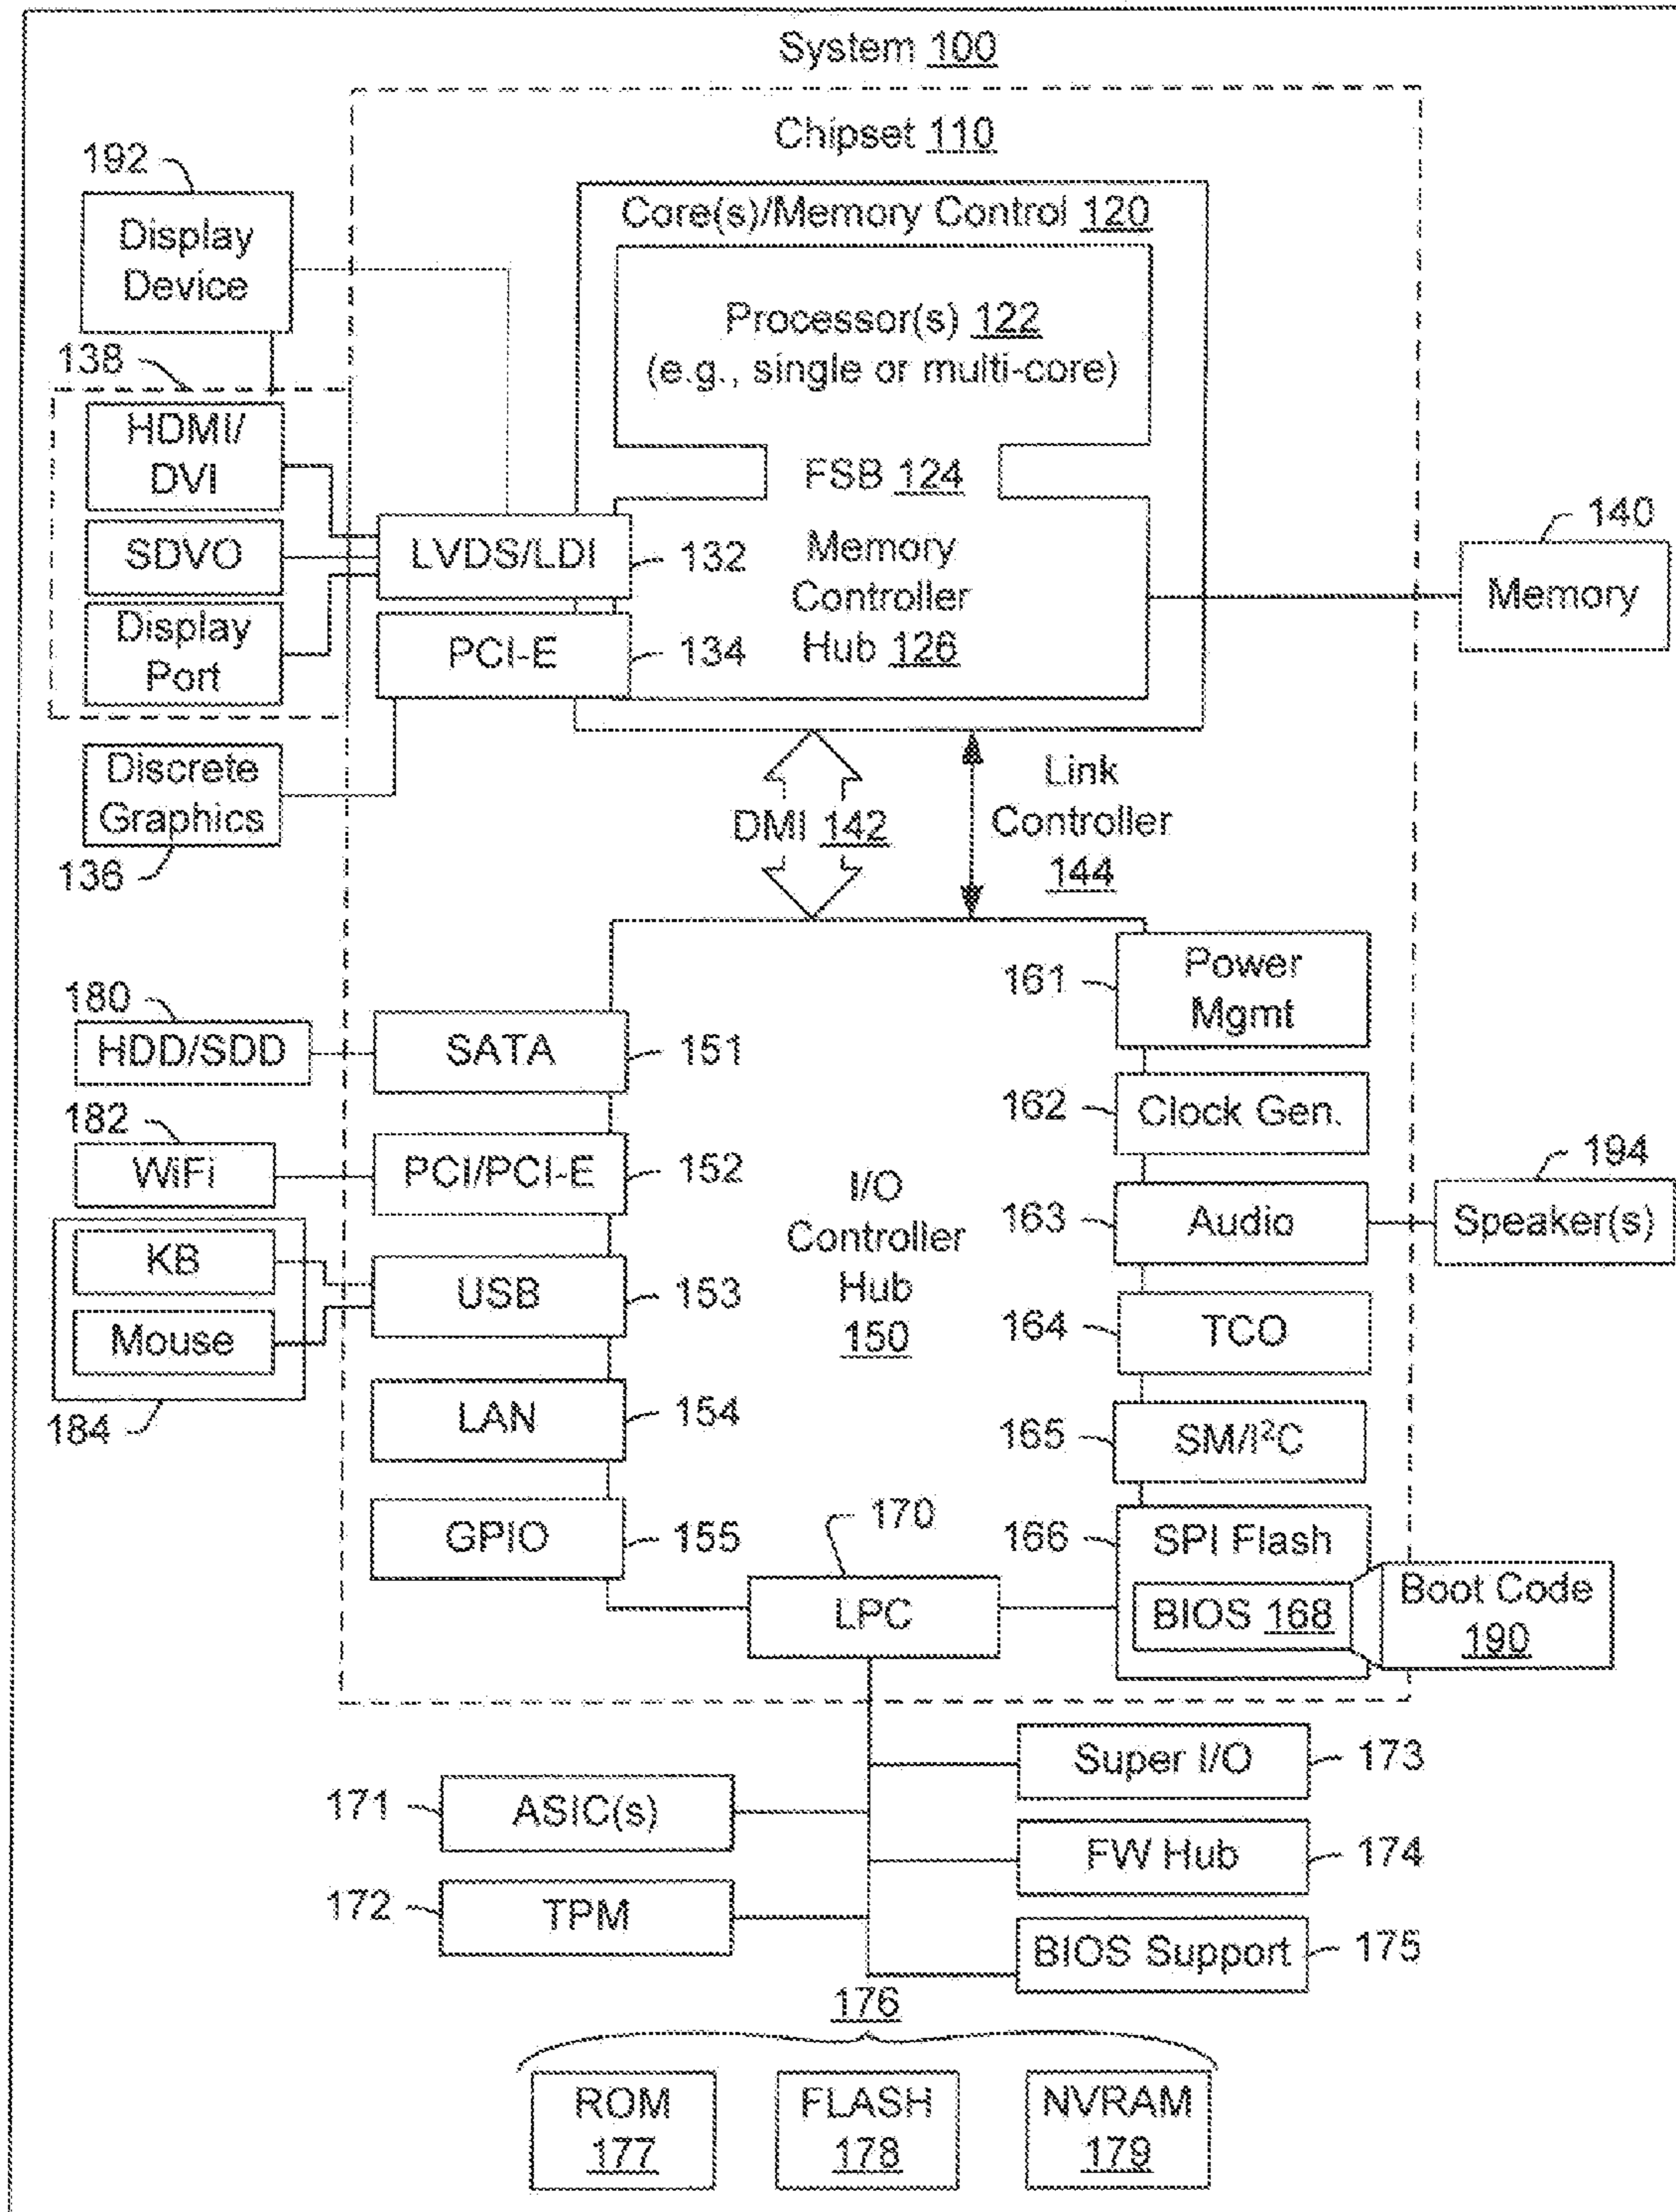 System 100
Chipset 110
192
Display
Device
Core(s)/Memory Control 120
Processor(s) 122
(e.g., single or multi-core)
138
HDMI/
DVI
SDVO
Display
Port
FSB 124
LVDS/LDI
132
PCI-E
134
Memory
Controller
Hub 126
140
Memory
Discrete
Graphics
136
DMI 142
Link
Controller
144
180
HDD/SDD
SATA
151
182
WiFi
PCI/PCI-E
152
KB
Mouse
184
USB
153
LAN
154
GPIO
155
I/O
Controller
Hub
150
161
Power
Mgmt
162
Clock Gen.
163
Audio
194
Speaker(s)
164
TCO
165
SM/I²C
166
SPI Flash
BIOS 168
Boot Code
190
170
LPC
171
ASIC(s)
172
TPM
Super I/O
173
FW Hub
174
BIOS Support
175
176
ROM
177
FLASH
178
NVRAM
179